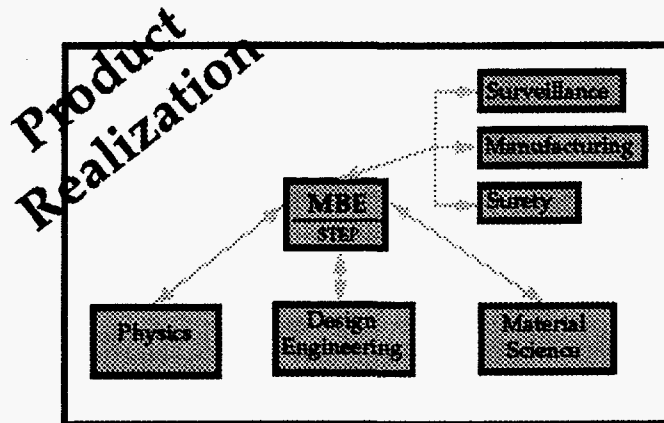 Product
Realization
Surveillance
Manufacturing
Surety
MBE
STEP
Physics
Design
Engineering
Material
Science